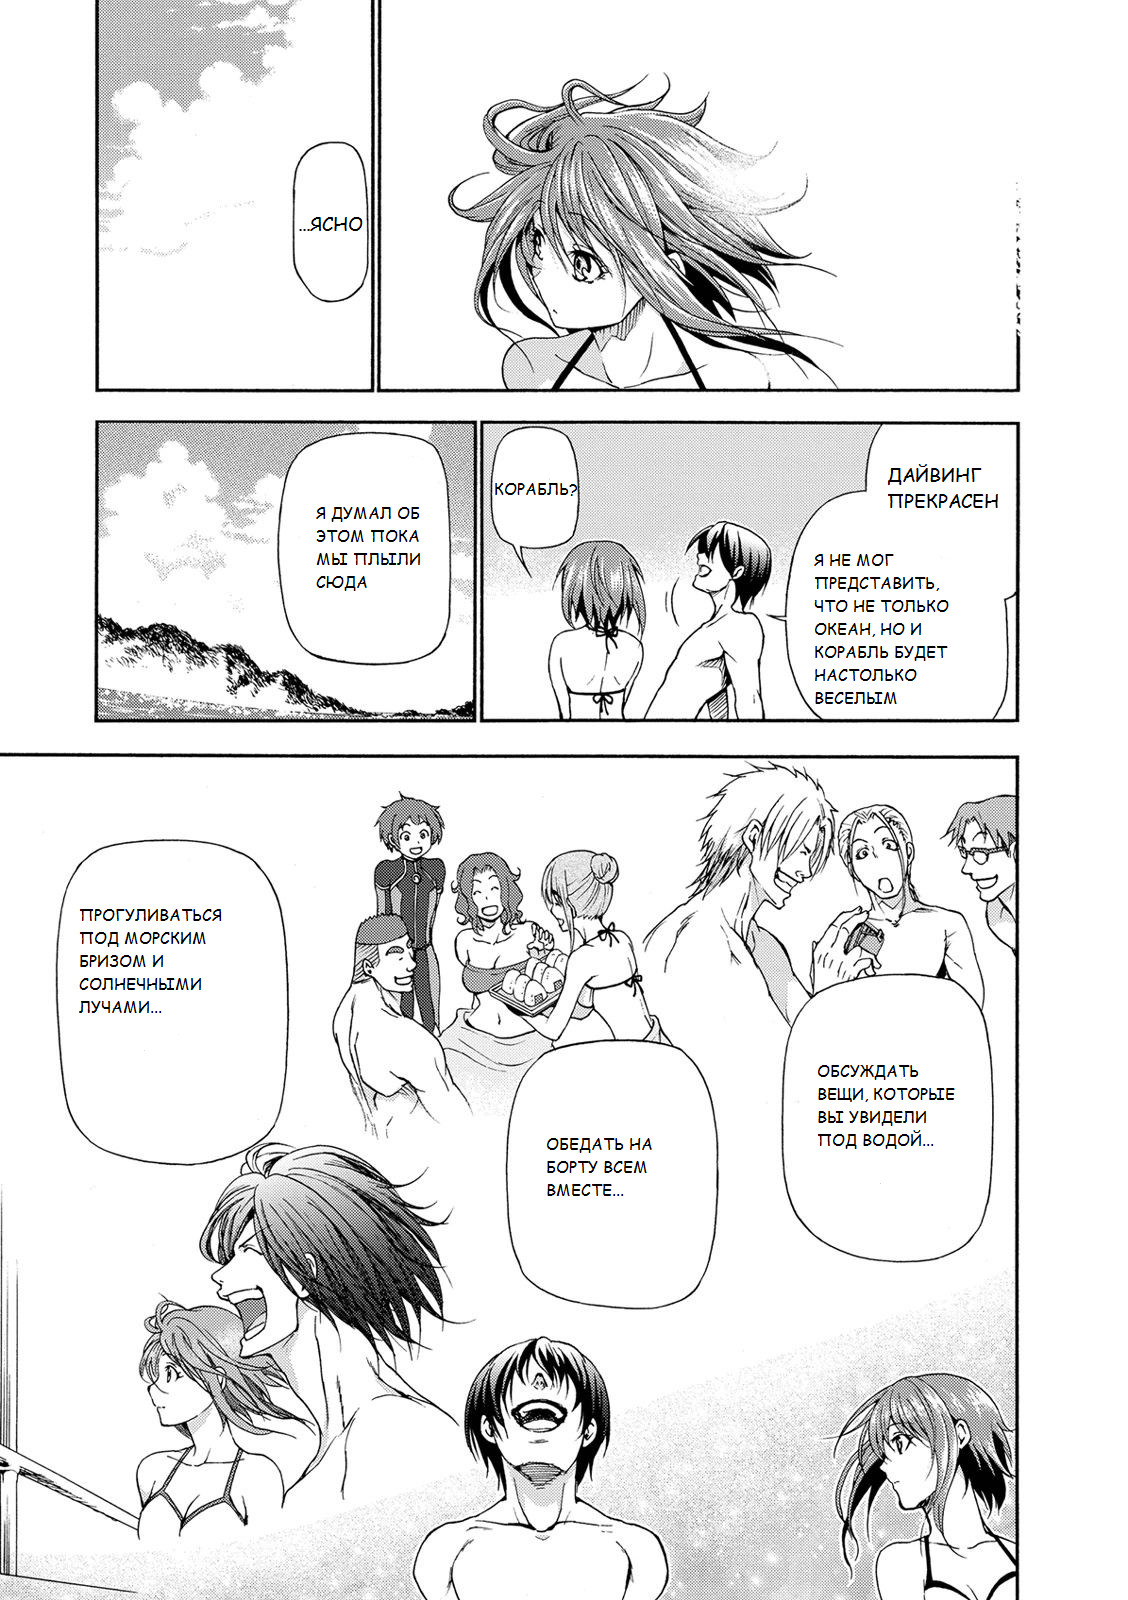 ...ЯСНО
ДАЙВИНГ
ПРЕКРАСЕН
Я НЕ МОГ
ПРЕДСТАВИТЬ,
ЧТО НЕ ТОЛЬКО
ОКЕАН, НО И
КОРАБЛЬ БУДЕТ
НАСТОЛЬКО
ВЕСЕЛЫМ
КОРАБЛЬ?
Я ДУМАЛ ОБ
ЭТОМ ПОКА
МЫ ПЛЫЛИ
СЮДА
ОБСУЖДАТЬ
ВЕЩИ, КОТОРЫЕ
ВЫ УВИДЕЛИ
ПОД ВОДОЙ...
ОБЕДАТЬ НА
БОРТУ ВСЕМ
ВМЕСТЕ...
ПРОГУЛИВАТЬСЯ
ПОД МОРСКИМ
БРИЗОМ И
СОЛНЕЧНЫМИ
ЛУЧАМИ...